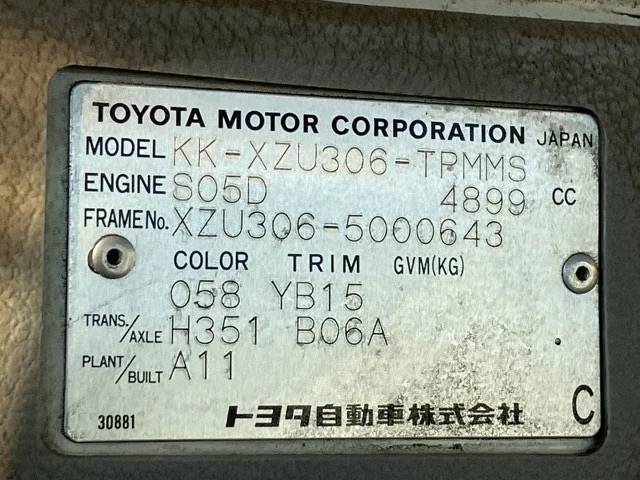 TOYOTA MOTOR CORPORATION JAPAN
MODEL KK-XZU306-TPMMS
ENGINE S05D 4899 CC
FRAME No. XZU306-5000643
COLOR TRIM GVM(KG)
058 YB15
TRANS./AXLE H351 B06A
PLANT/BUILT A11
30881 トヨタ自動車株式会社 C